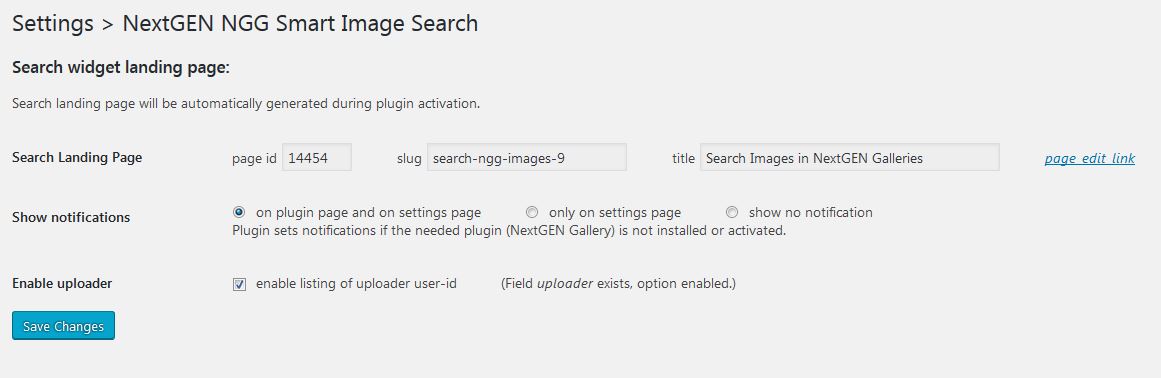 Settings > NextGEN NGG Smart Image Search
Search widget landing page:
Search landing page will be automatically generated during plugin activation.
Search Landing Page page id 14454 slug search-ngg-images-9 title Search Images in NextGEN Galleries page edit link
Show notifications on plugin page and on settings page only on settings page show no notification
Plugin sets notifications if the needed plugin (NextGEN Gallery) is not installed or activated.
Enable uploader enable listing of uploader user-id (Field uploader exists, option enabled.)
Save Changes